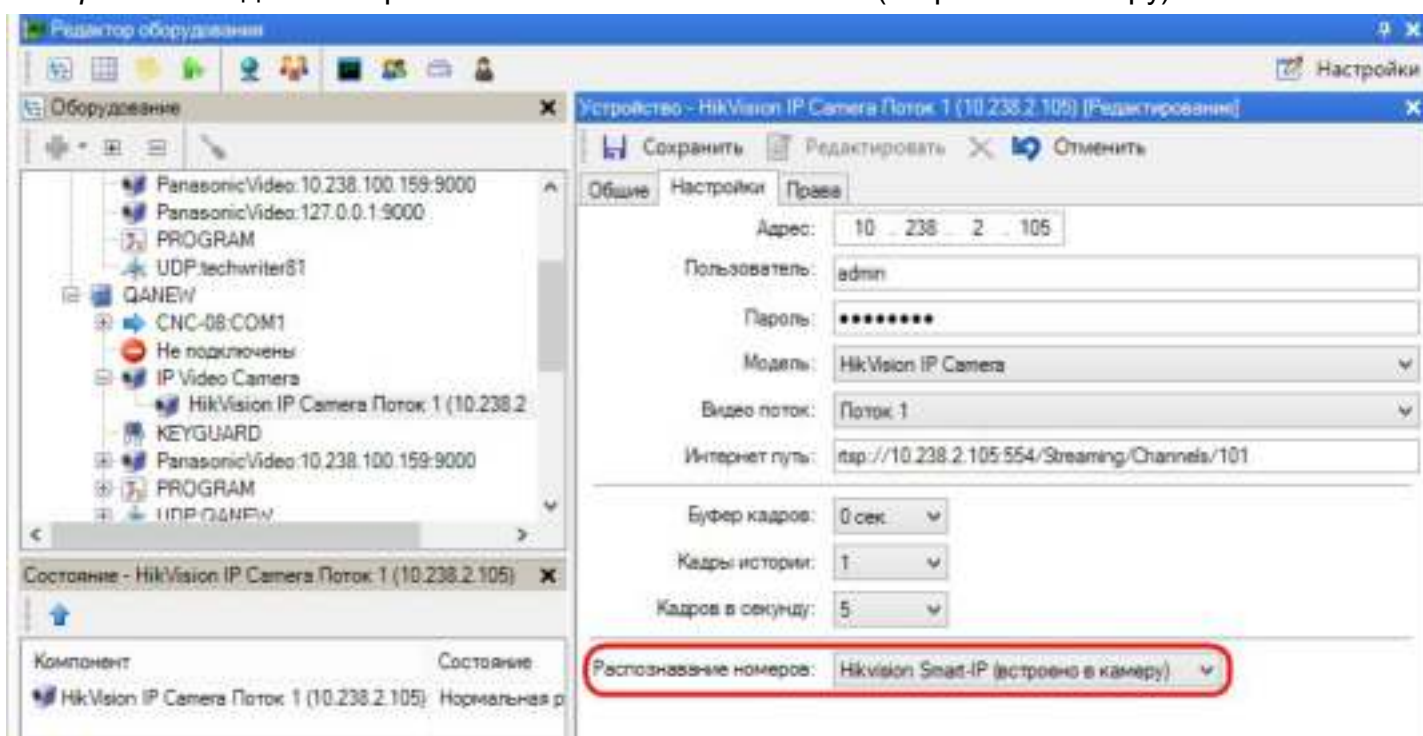 Редактор оборудования
Настройки
Оборудование
PanasonicVideo:10.238.100.159:9000
PanasonicVideo:127.0.0.1:9000
PROGRAM
UDP:techwriter81
QANEW
CNC-08:COM1
Не подключены
IP Video Camera
HikVision IP Camera Поток 1 (10.238.2
KEYGUARD
PanasonicVideo:10.238.100.159:9000
PROGRAM
UDP:QANEW
Состояние - HikVision IP Camera Поток 1 (10.238.2.105)
Компонент Состояние
HikVision IP Camera Поток 1 (10.238.2.105) Нормальная р
Устройство - HikVision IP Camera Поток 1 (10.238.2.105) [Редактирование]
Сохранить Редактировать Отменить
Общие Настройки Права
Адрес: 10 . 238 . 2 . 105
Пользователь: admin
Пароль: ●●●●●●●●
Модель: HikVision IP Camera
Видео поток: Поток 1
Интернет путь: rtsp://10.238.2.105:554/Streaming/Channels/101
Буфер кадров: 0 сек
Кадры истории: 1
Кадров в секунду: 5
Распознавание номеров: Hikvision Smart-IP (встроено в камеру)